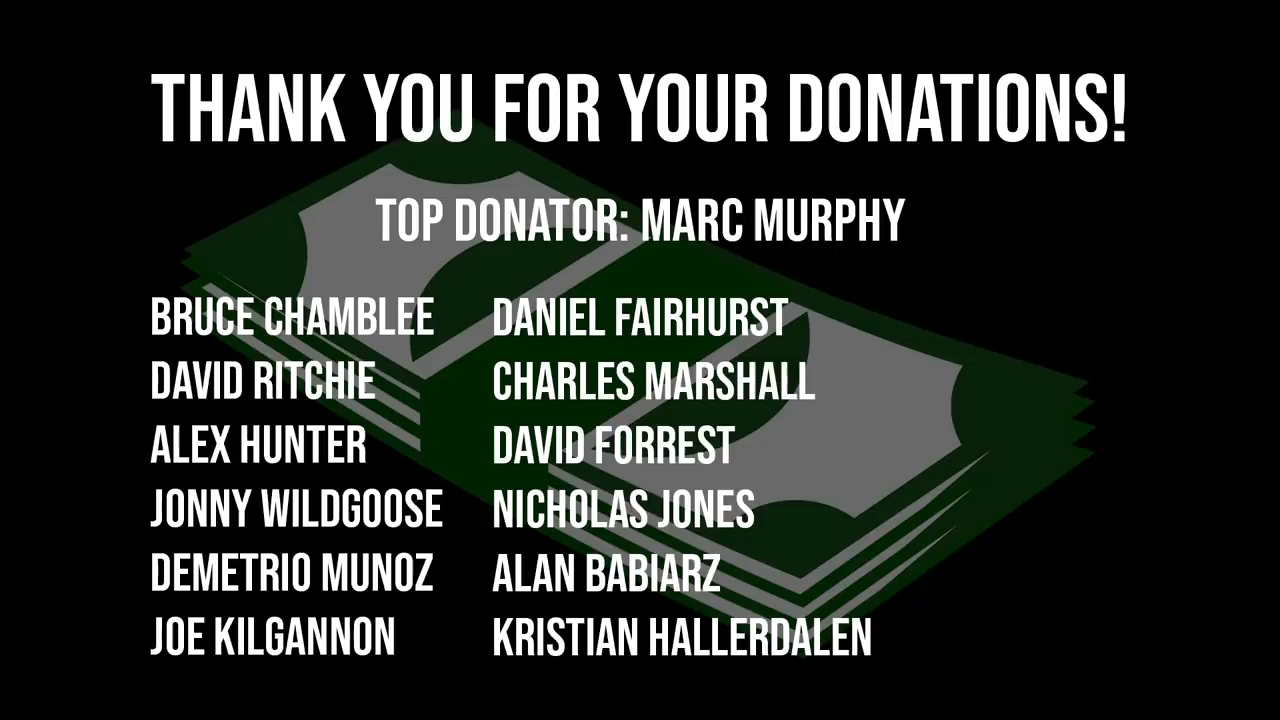 THANK YOU FOR YOUR DONATIONS!
TOP DONATOR: MARC MURPHY
BRUCE CHAMBLEE
DAVID RITCHIE
ALEX HUNTER
JONNY WILDGOOSE
DEMETRIO MUNOZ
JOE KILGANNON
DANIEL FAIRHURST
CHARLES MARSHALL
DAVID FORREST
NICHOLAS JONES
ALAN BABIARZ
KRISTIAN HALLERDALEN